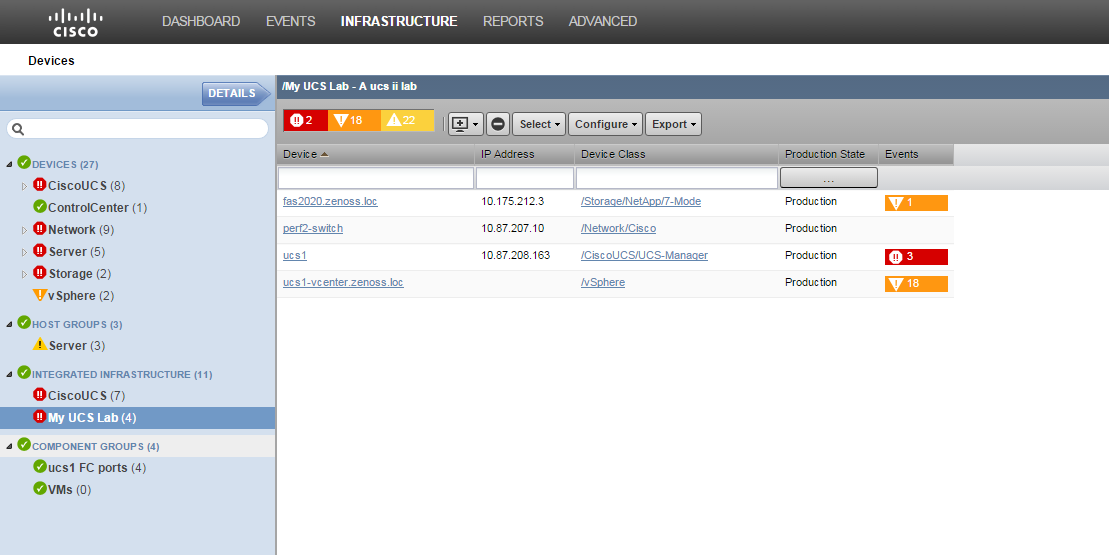 CISCO
DASHBOARD EVENTS INFRASTRUCTURE REPORTS ADVANCED
Devices
DETAILS
/My UCS Lab - A ucs ii lab
2 18 22 Select Configure Export
Device IP Address Device Class Production State Events
...
fas2020.zenoss.loc 10.175.212.3 /Storage/NetApp/7-Mode Production 1
perf2-switch 10.87.207.10 /Network/Cisco Production
ucs1 10.87.208.163 /CiscoUCS/UCS-Manager Production 3
ucs1-vcenter.zenoss.loc /vSphere Production 18
DEVICES (27)
CiscoUCS (8)
ControlCenter (1)
Network (9)
Server (5)
Storage (2)
vSphere (2)
HOST GROUPS (3)
Server (3)
INTEGRATED INFRASTRUCTURE (11)
CiscoUCS (7)
My UCS Lab (4)
COMPONENT GROUPS (4)
ucs1 FC ports (4)
VMs (0)